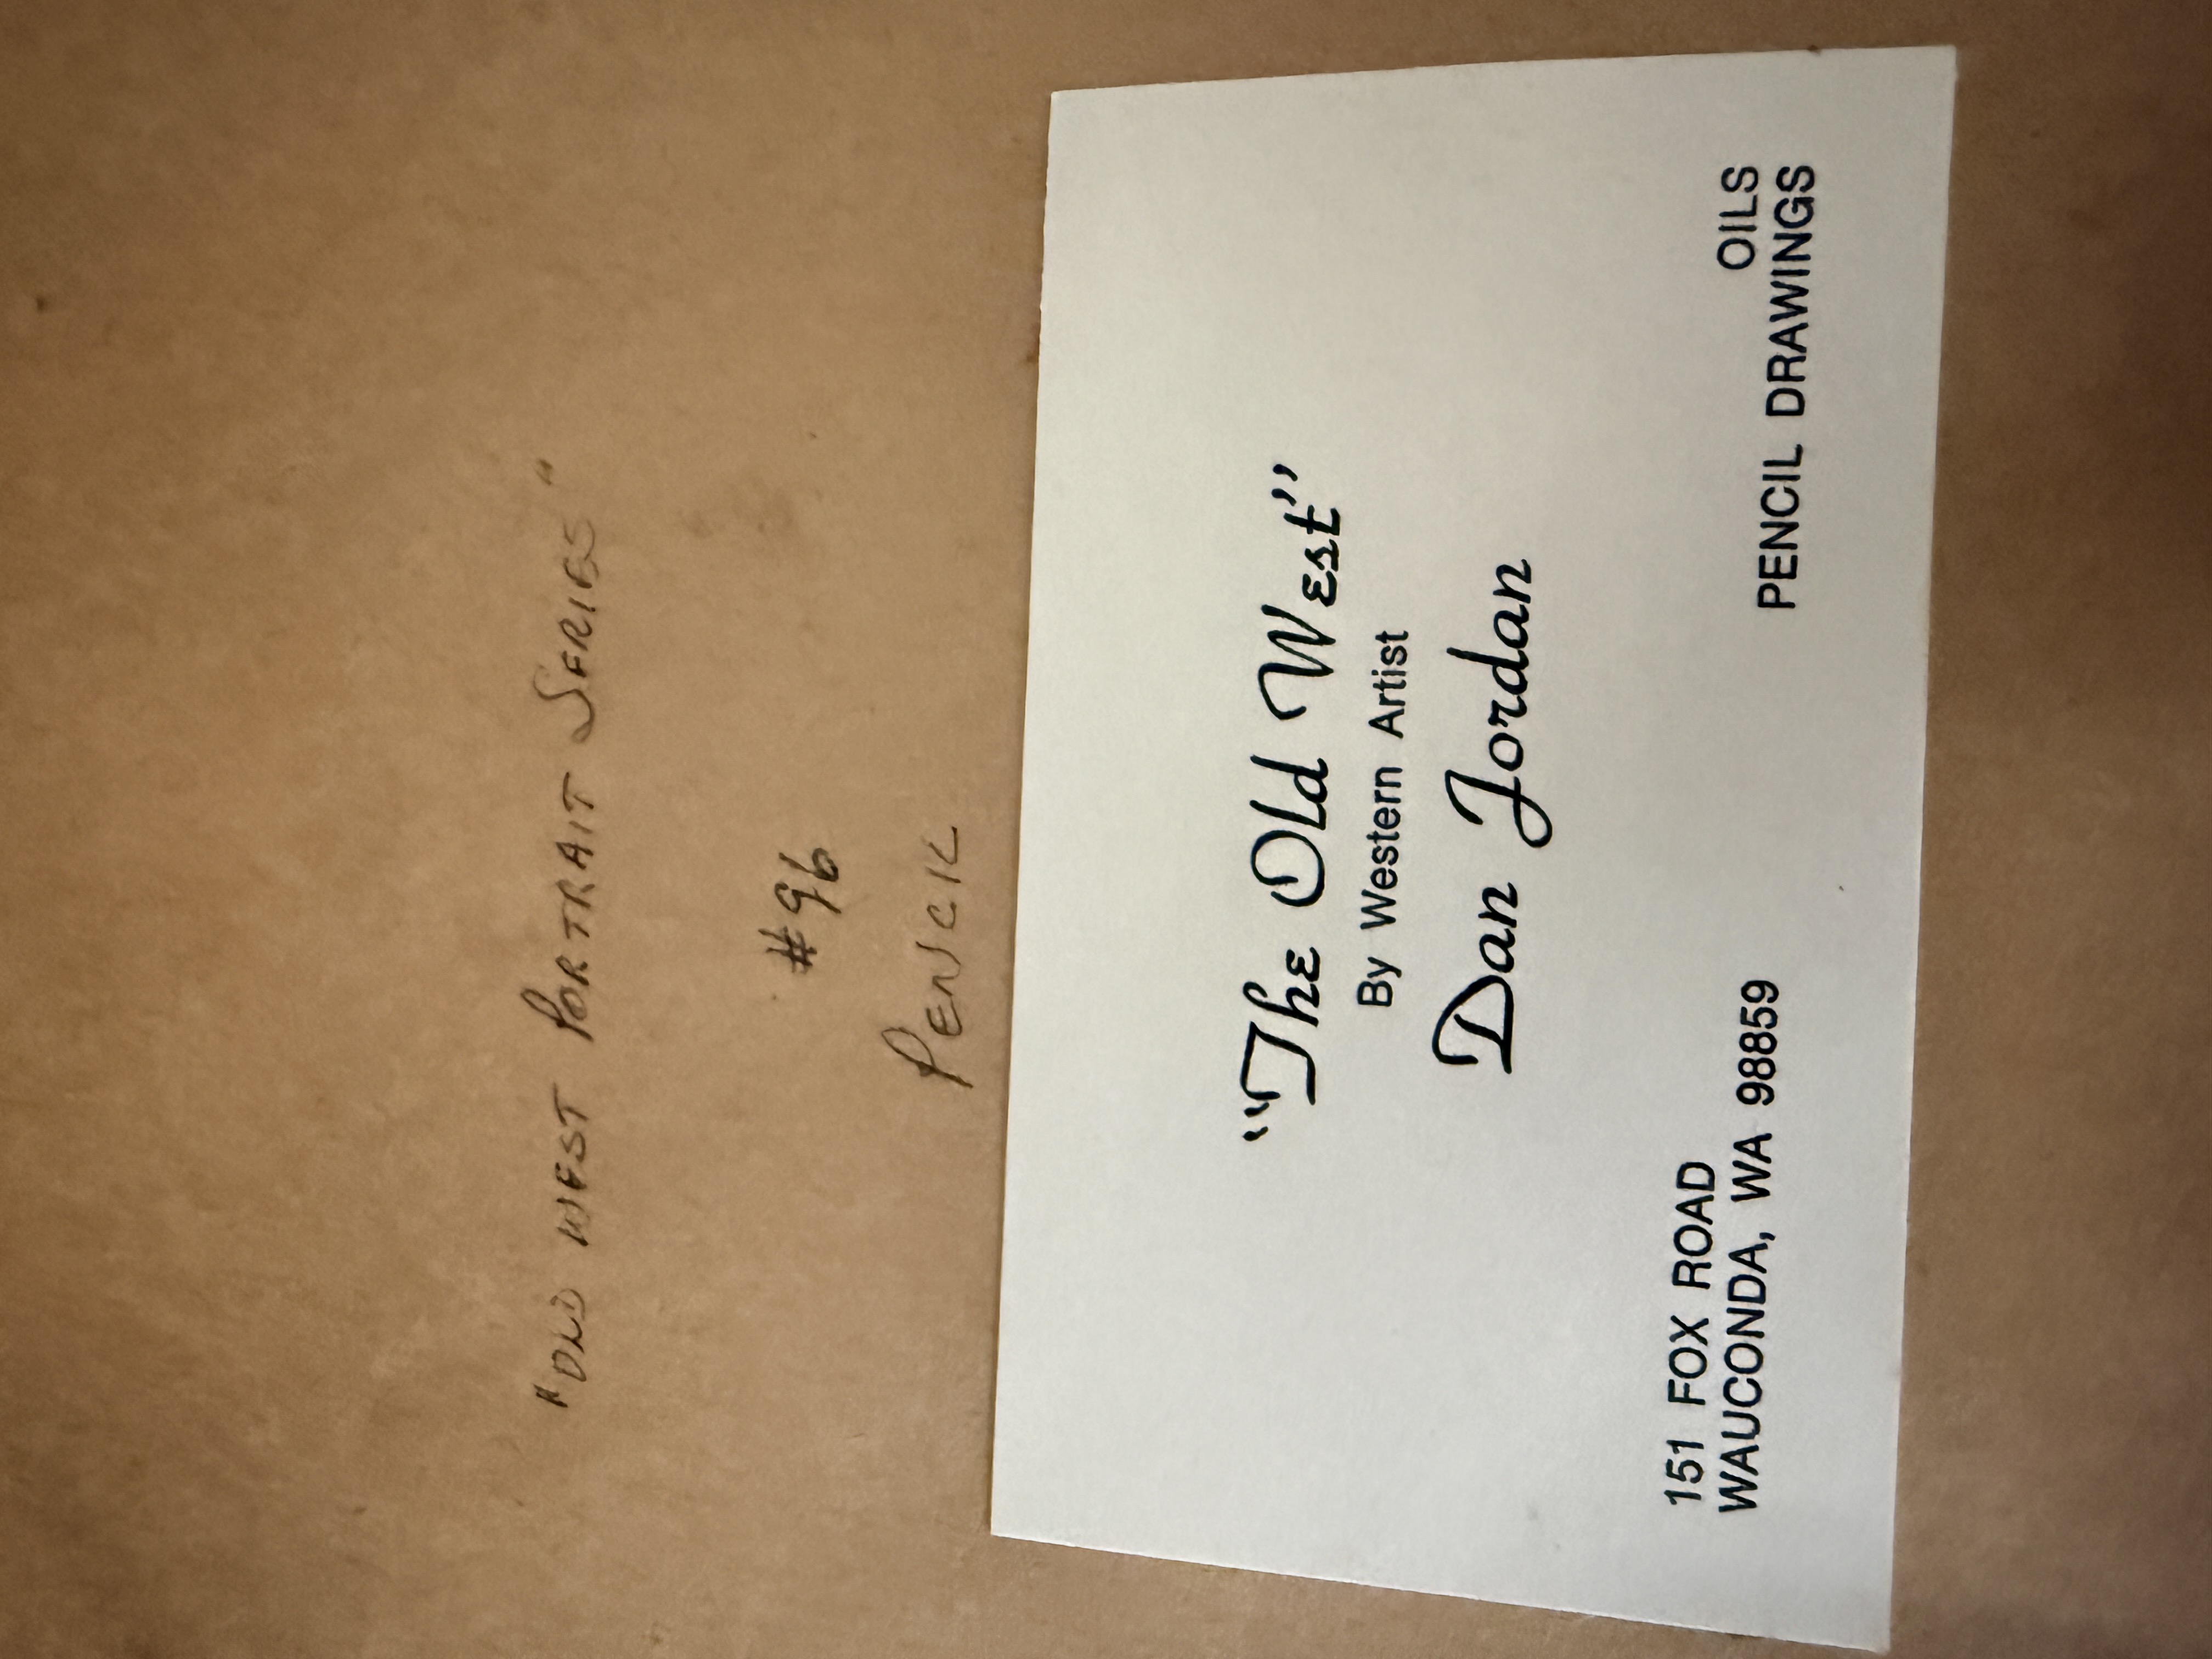 "OLD WEST PORTRAIT SERIES"
#96
PENCIL
"The Old West"
By Western Artist
Dan Jordan
151 FOX ROAD
WAUCONDA, WA 98859
OILS
PENCIL DRAWINGS